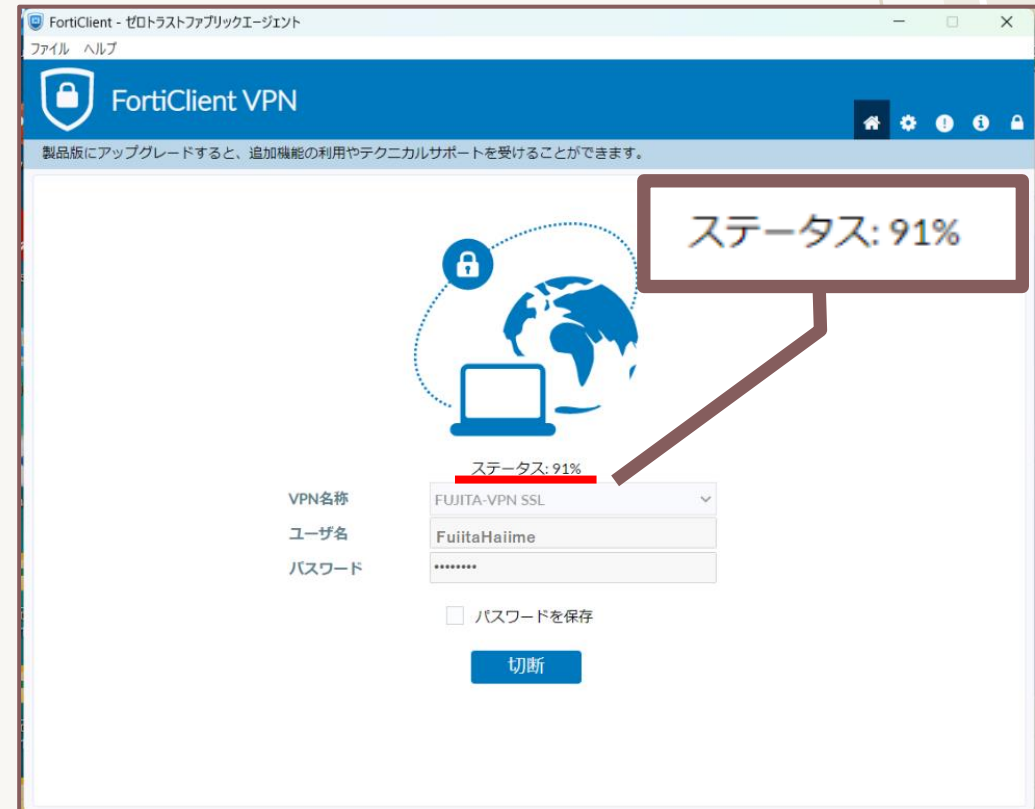 FortiClient - ゼロトラストファブリックエージェント
ファイル ヘルプ
FortiClient VPN
製品版にアップグレードすると、追加機能の利用やテクニカルサポートを受けることができます。
ステータス: 91%
ステータス: 91%
VPN名称 FUJITA-VPN SSL
ユーザ名 FuiitaHaiime
パスワード ••••••••
パスワードを保存
切断